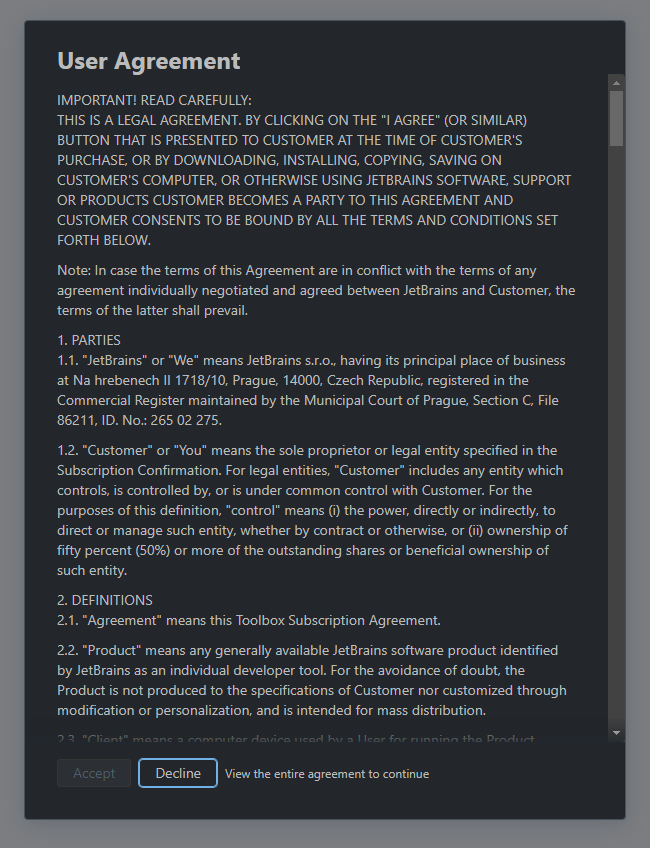 User Agreement
IMPORTANT! READ CAREFULLY:
THIS IS A LEGAL AGREEMENT. BY CLICKING ON THE "I AGREE" (OR SIMILAR)
BUTTON THAT IS PRESENTED TO CUSTOMER AT THE TIME OF CUSTOMER'S
PURCHASE, OR BY DOWNLOADING, INSTALLING, COPYING, SAVING ON
CUSTOMER'S COMPUTER, OR OTHERWISE USING JETBRAINS SOFTWARE, SUPPORT
OR PRODUCTS CUSTOMER BECOMES A PARTY TO THIS AGREEMENT AND
CUSTOMER CONSENTS TO BE BOUND BY ALL THE TERMS AND CONDITIONS SET
FORTH BELOW.
Note: In case the terms of this Agreement are in conflict with the terms of any
agreement individually negotiated and agreed between JetBrains and Customer, the
terms of the latter shall prevail.
1. PARTIES
1.1. "JetBrains" or "We" means JetBrains s.r.o., having its principal place of business
at Na hrebenech II 1718/10, Prague, 14000, Czech Republic, registered in the
Commercial Register maintained by the Municipal Court of Prague, Section C, File
86211, ID. No.: 265 02 275.
1.2. "Customer" or "You" means the sole proprietor or legal entity specified in the
Subscription Confirmation. For legal entities, "Customer" includes any entity which
controls, is controlled by, or is under common control with Customer. For the
purposes of this definition, "control" means (i) the power, directly or indirectly, to
direct or manage such entity, whether by contract or otherwise, or (ii) ownership of
fifty percent (50%) or more of the outstanding shares or beneficial ownership of
such entity.
2. DEFINITIONS
2.1. "Agreement" means this Toolbox Subscription Agreement.
2.2. "Product" means any generally available JetBrains software product identified
by JetBrains as an individual developer tool. For the avoidance of doubt, the
Product is not produced to the specifications of Customer nor customized through
modification or personalization, and is intended for mass distribution.
2.3. "Client" means a computer device used by a User for running the Product.
Accept
Decline
View the entire agreement to continue